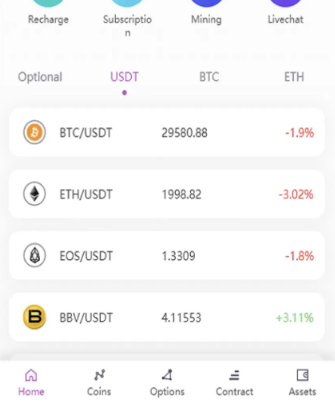 Recharge Subscriptio Mining Livechat
n
Optional USDT BTC ETH
BTC/USDT 29580.88 -1.9%
ETH/USDT 1998.82 -3.02%
EOS/USDT 1.3309 -1.8%
BBV/USDT 4.11553 +3.11%
Home Coins Options Contract Assets